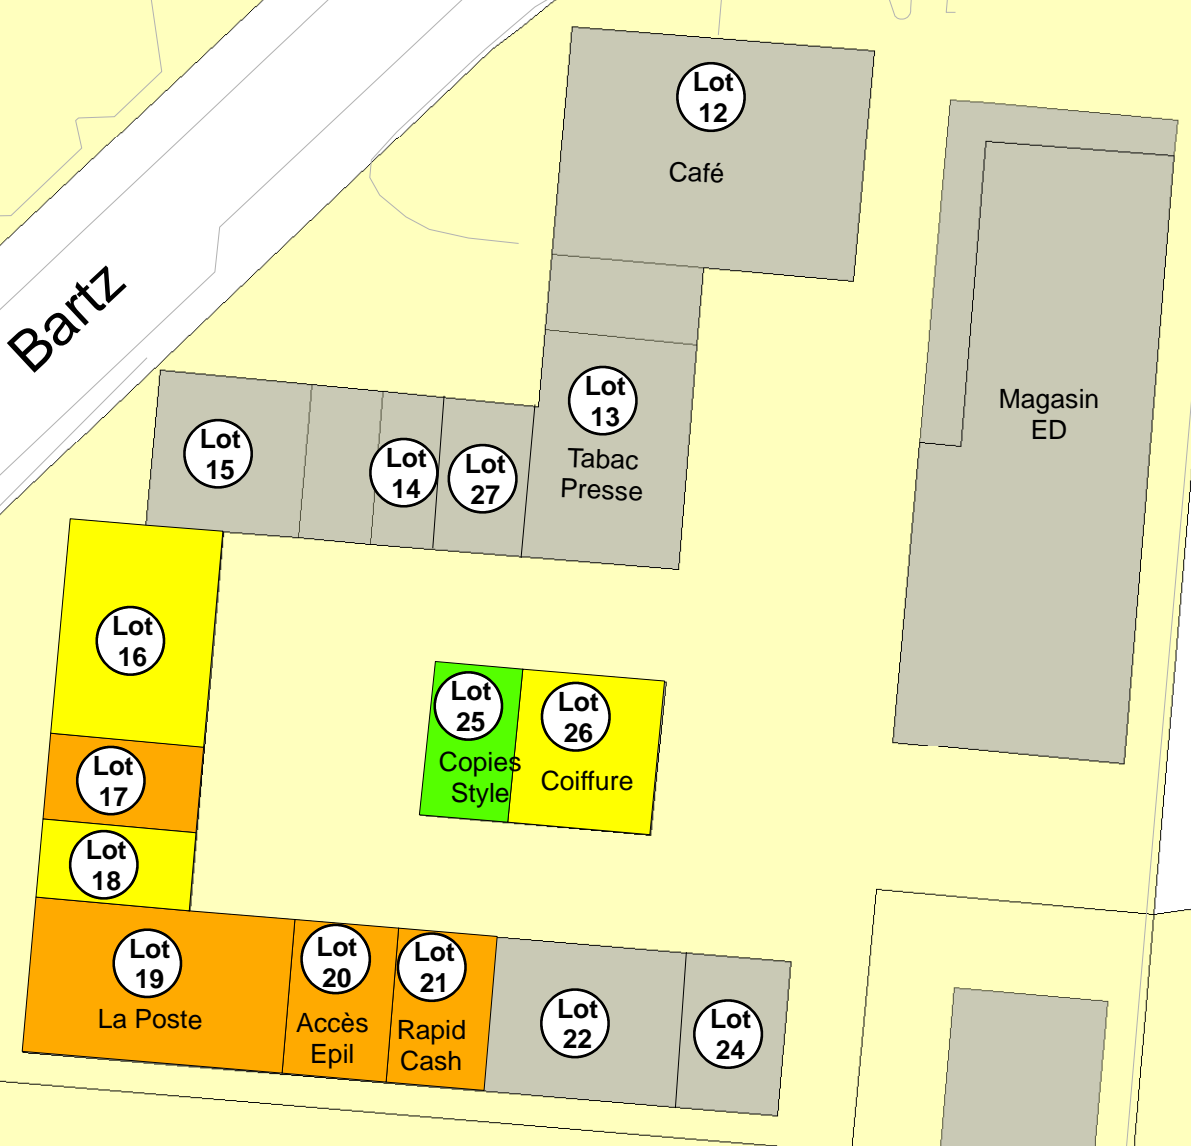 Lot
12
Café
Bartz
Magasin
ED
Lot
13
Tabac
Presse
Lot
15
Lot
14
Lot
27
Lot
16
Lot
25
Copies
Style
Lot
26
Coiffure
Lot
17
Lot
18
Lot
19
La Poste
Lot
20
Accès
Epil
Lot
21
Rapid
Cash
Lot
22
Lot
24